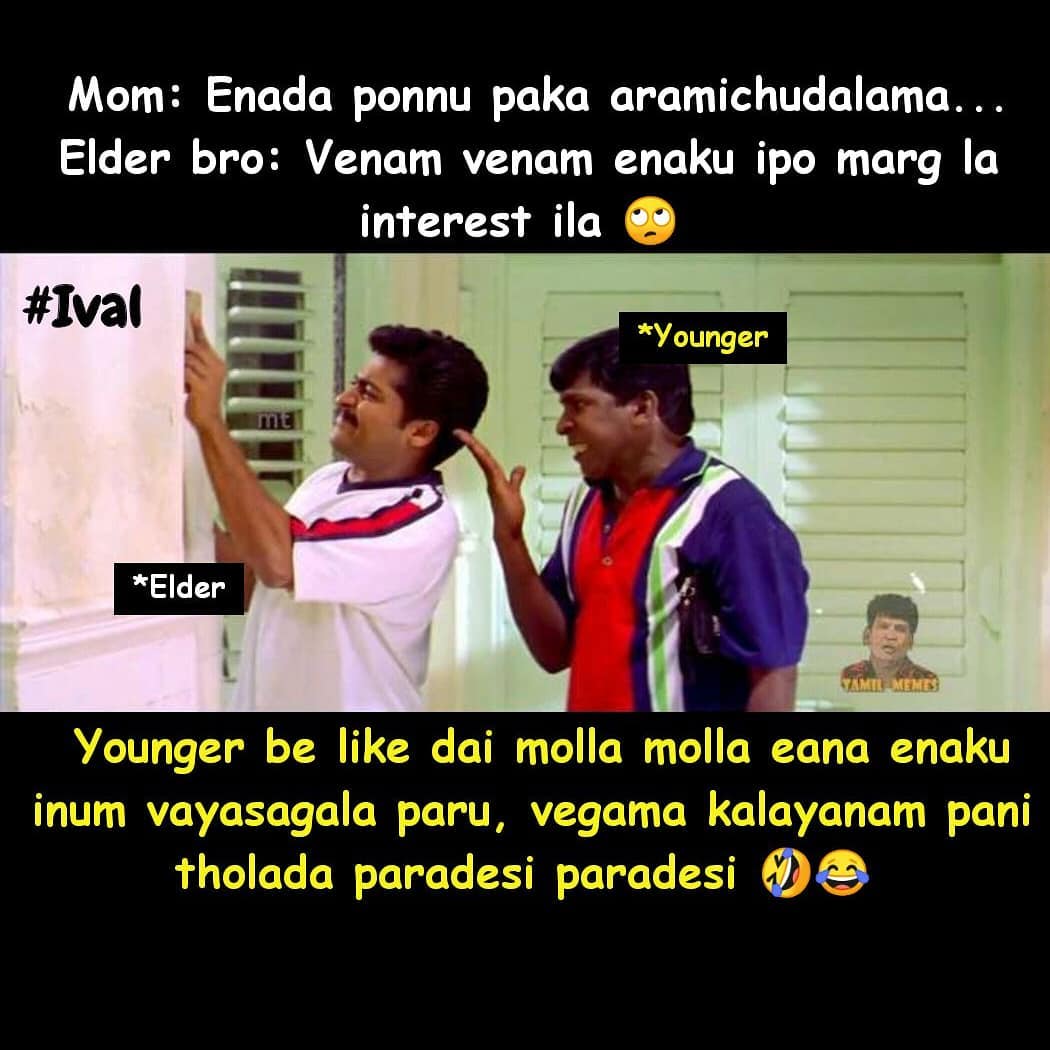 Mom: Enada ponnu paka aramichudalama...
Elder bro: Venam venam enaku ipo marg la
interest ila 🙄
#Ival
*Younger
mt
*Elder
TAMIL MEMES
Younger be like dai molla molla eana enaku
inum vayasagala paru, vegama kalayanam pani
tholada paradesi paradesi 🤣😂